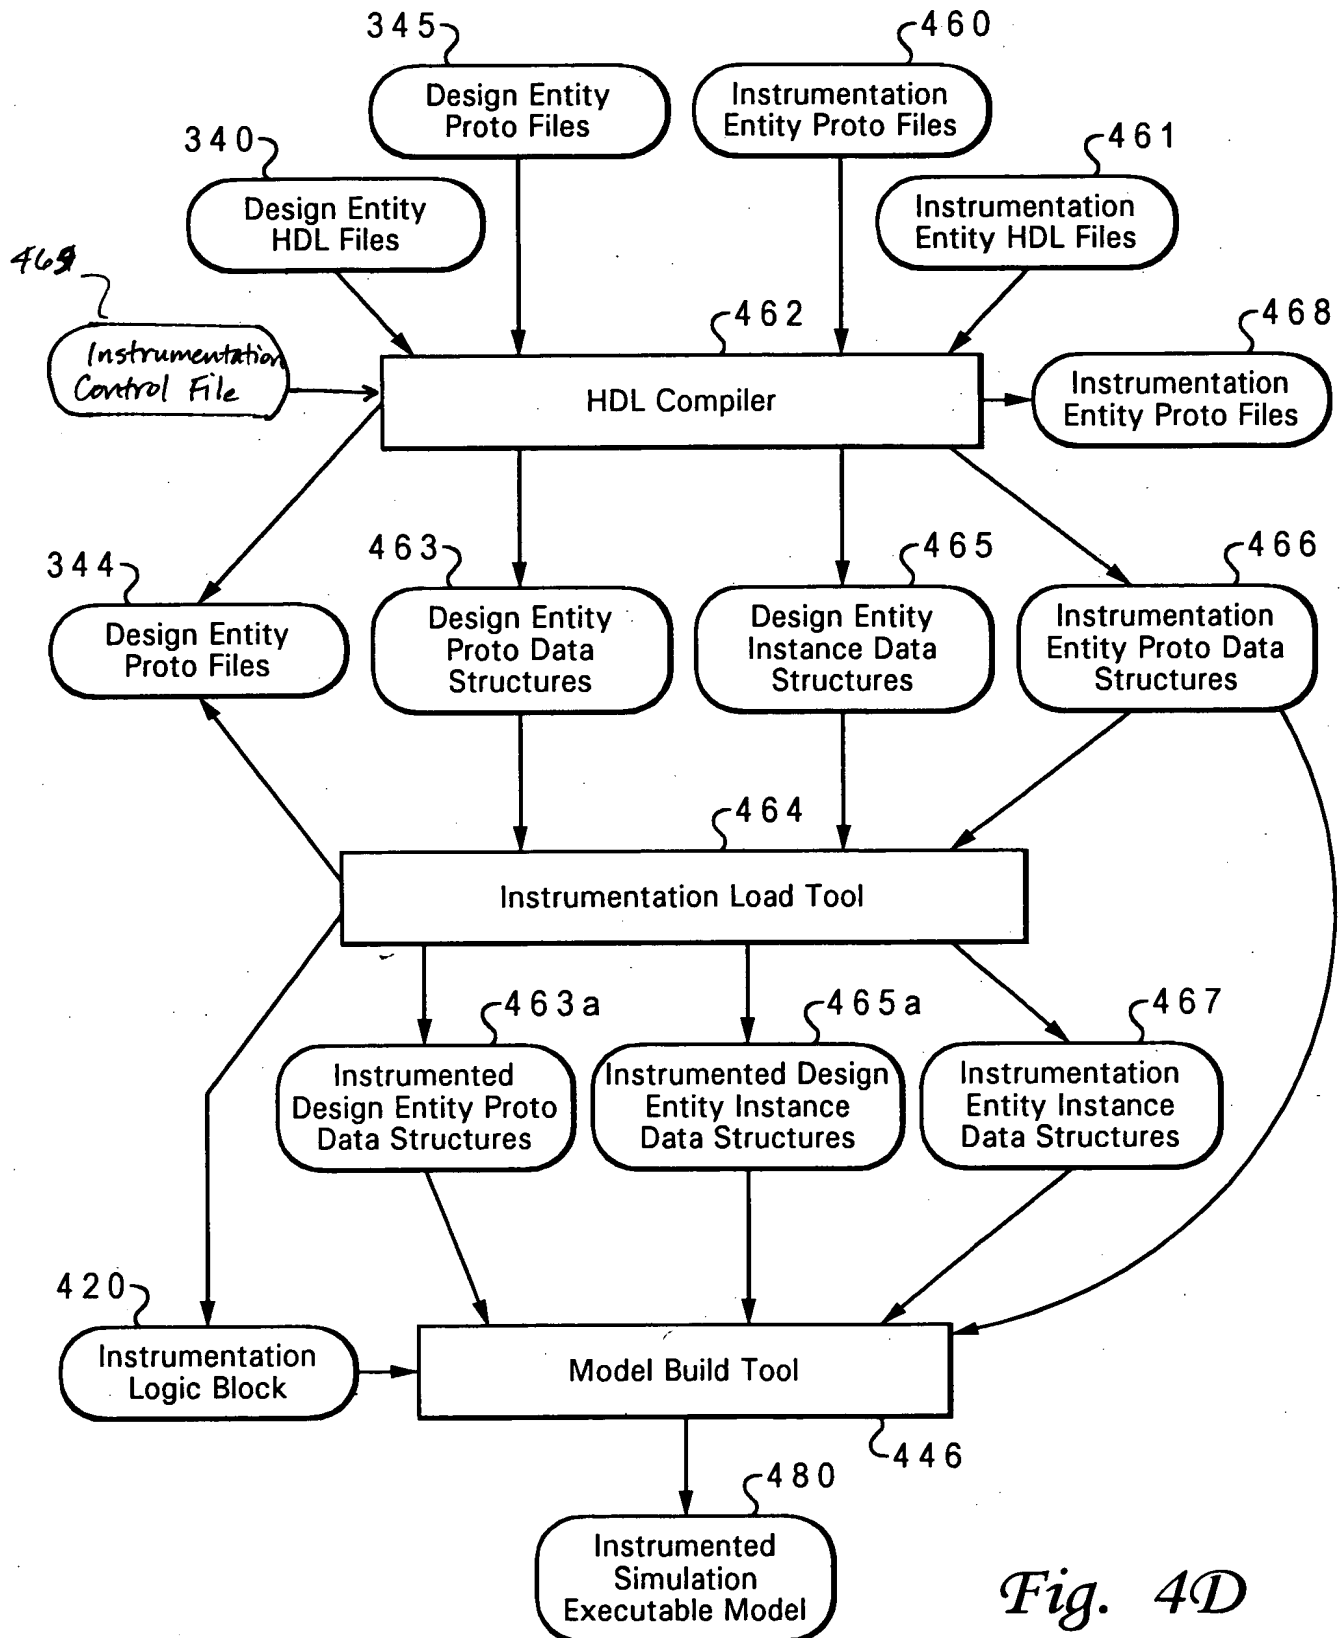 345
460
Design Entity
Proto Files
Instrumentation
Entity Proto Files
340
461
Design Entity
HDL Files
Instrumentation
Entity HDL Files
462
468
Instrumentation
Control File
HDL Compiler
Instrumentation
Entity Proto Files
344
463
465
466
Design Entity
Proto Files
Design Entity
Proto Data
Structures
Design Entity
Instance Data
Structures
Instrumentation
Entity Proto Data
Structures
464
Instrumentation Load Tool
463a
465a
467
Instrumented
Design Entity Proto
Data Structures
Instrumented Design
Entity Instance
Data Structures
Instrumentation
Entity Instance
Data Structures
420
Instrumentation
Logic Block
Model Build Tool
446
480
Instrumented
Simulation
Executable Model
Fig. 4D